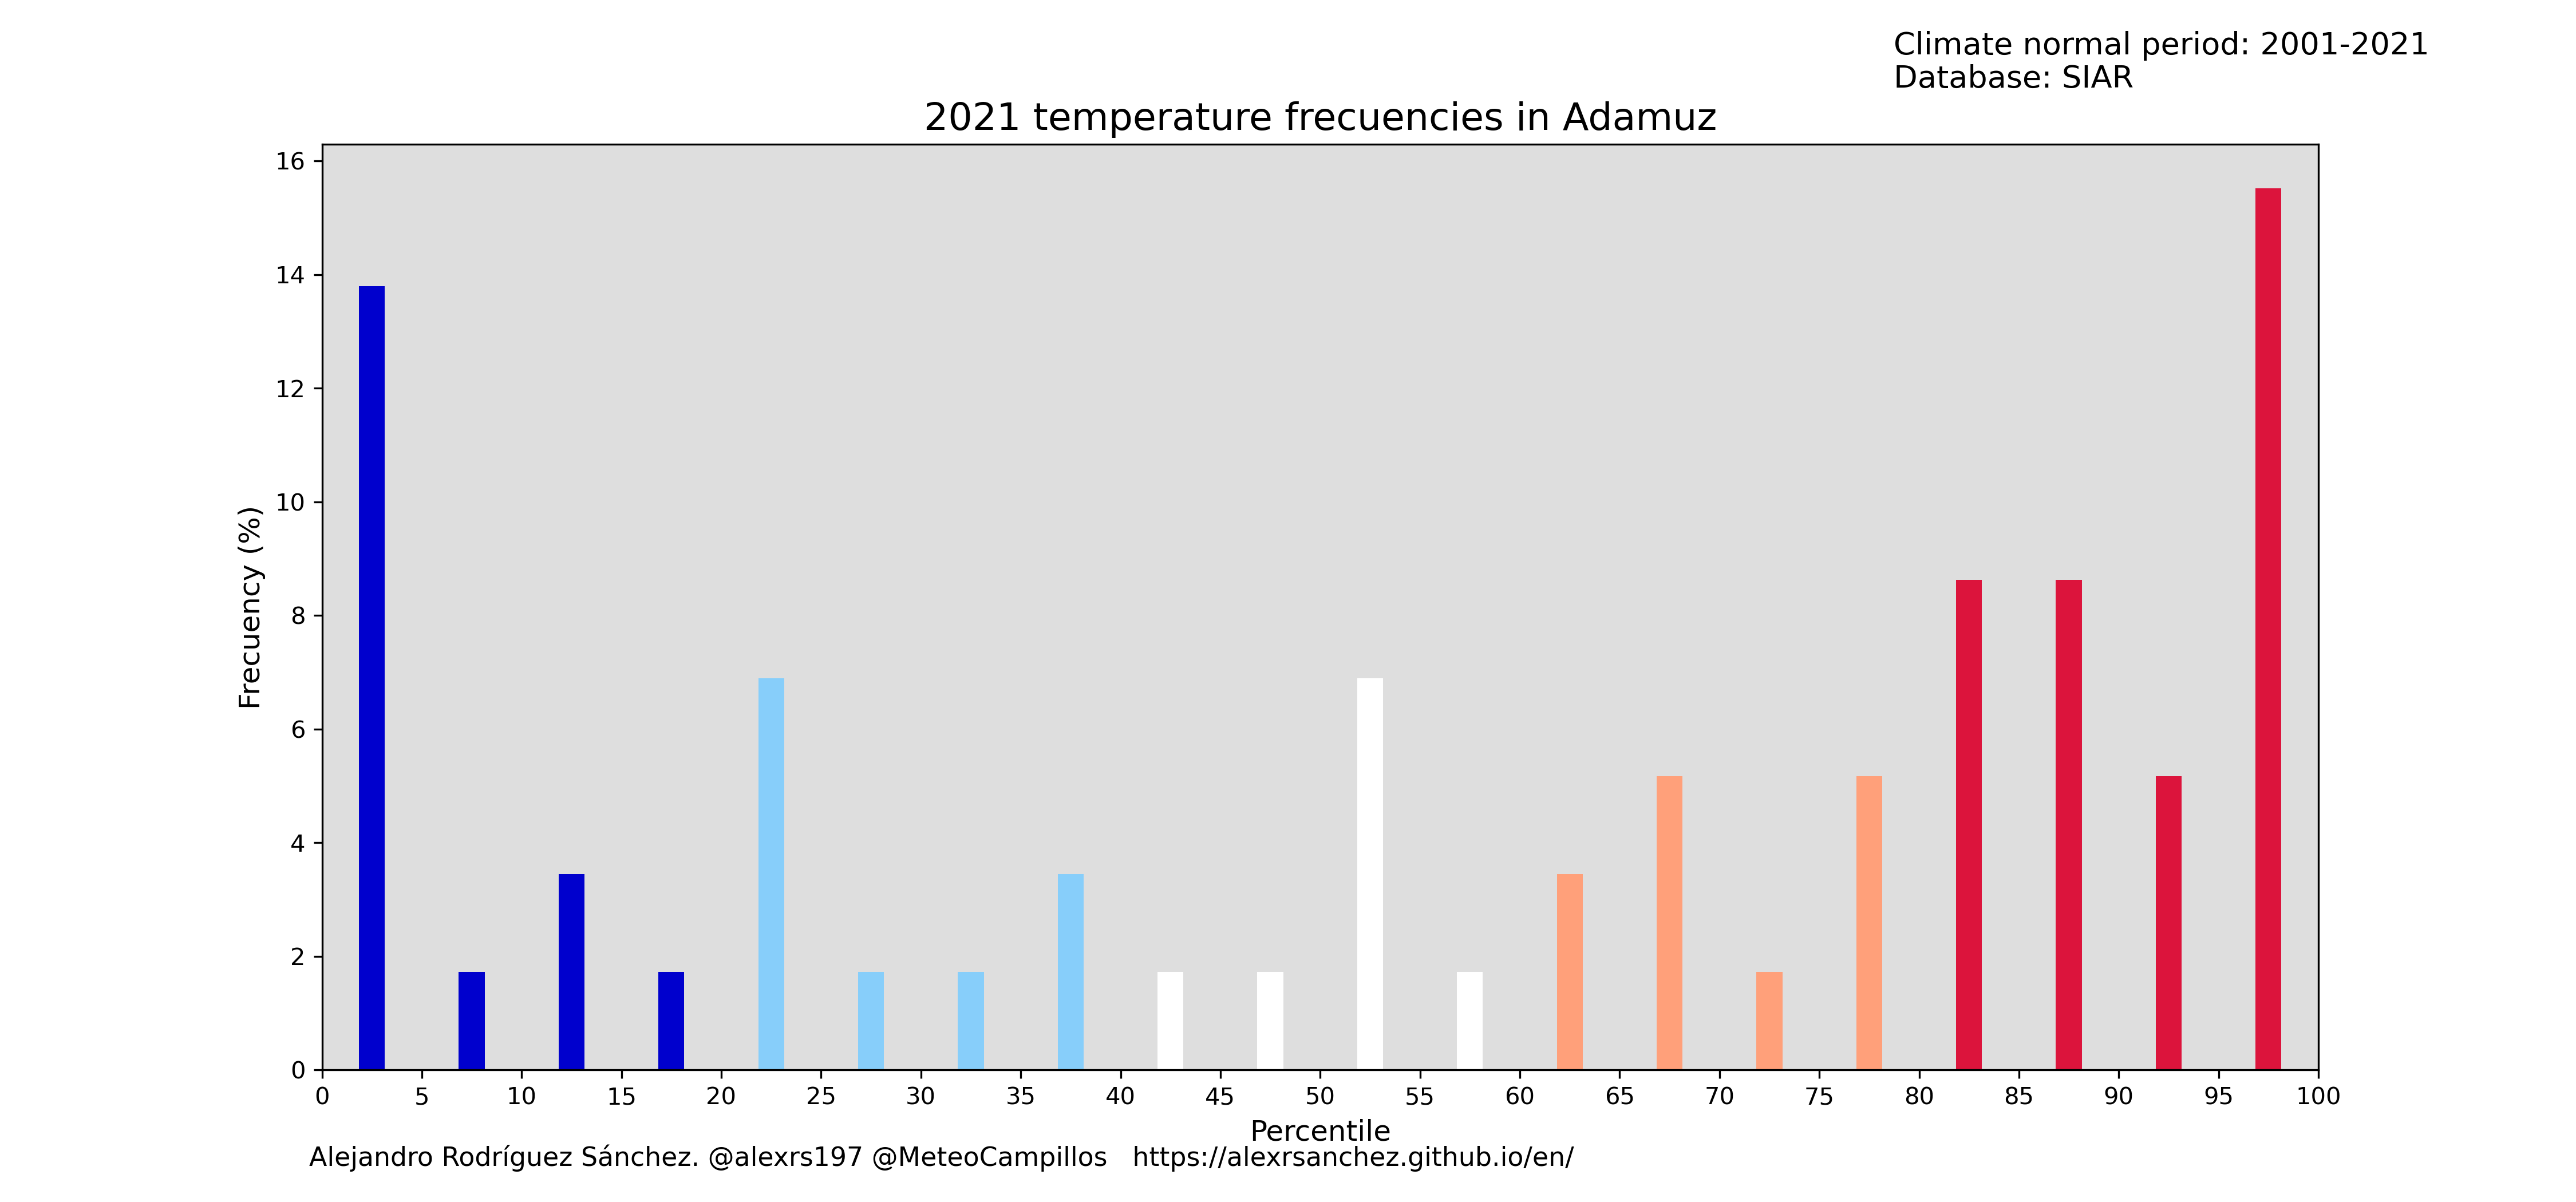 Climate normal period: 2001-2021
Database: SIAR
2021 temperature frecuencies in Adamuz
16
14
12
10
8
6
4
2
0
Frecuency (%)
0 5 10 15 20 25 30 35 40 45 50 55 60 65 70 75 80 85 90 95 100
Percentile
Alejandro Rodríguez Sánchez. @alexrs197 @MeteoCampillos https://alexrsanchez.github.io/en/